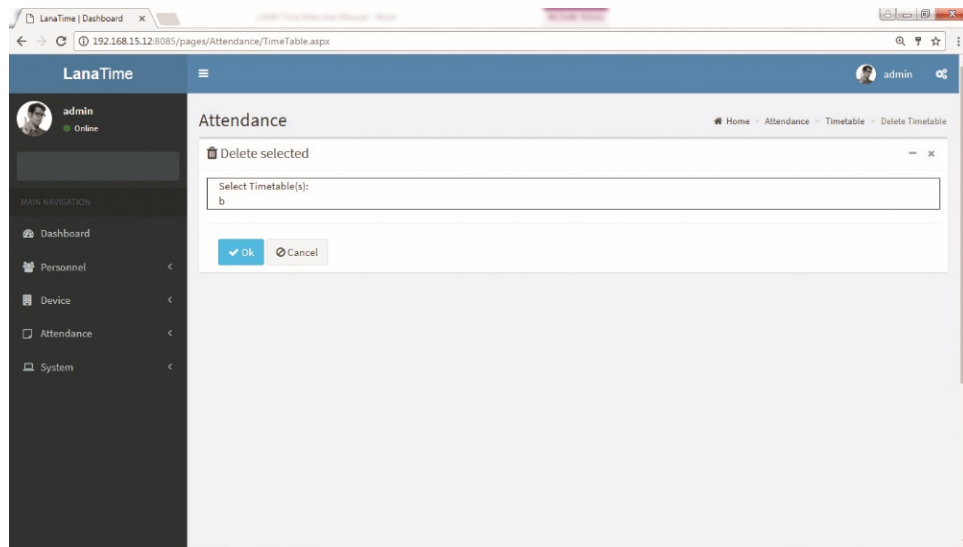 LanaTime | Dashboard
192.168.15.12:8085/pages/Attendance/TimeTable.aspx
LanaTime
admin
admin
Online
Attendance
Home > Attendance > Timetable > Delete Timetable
Delete selected
Select Timetable(s):
b
MAIN NAVIGATION
Dashboard
Ok
Cancel
Personnel
Device
Attendance
System